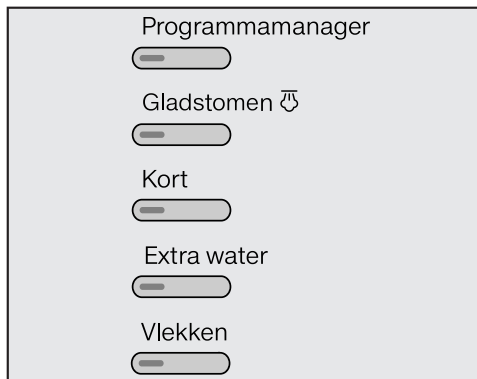 Programmamanager
Gladstomen
Kort
Extra water
Vlekken